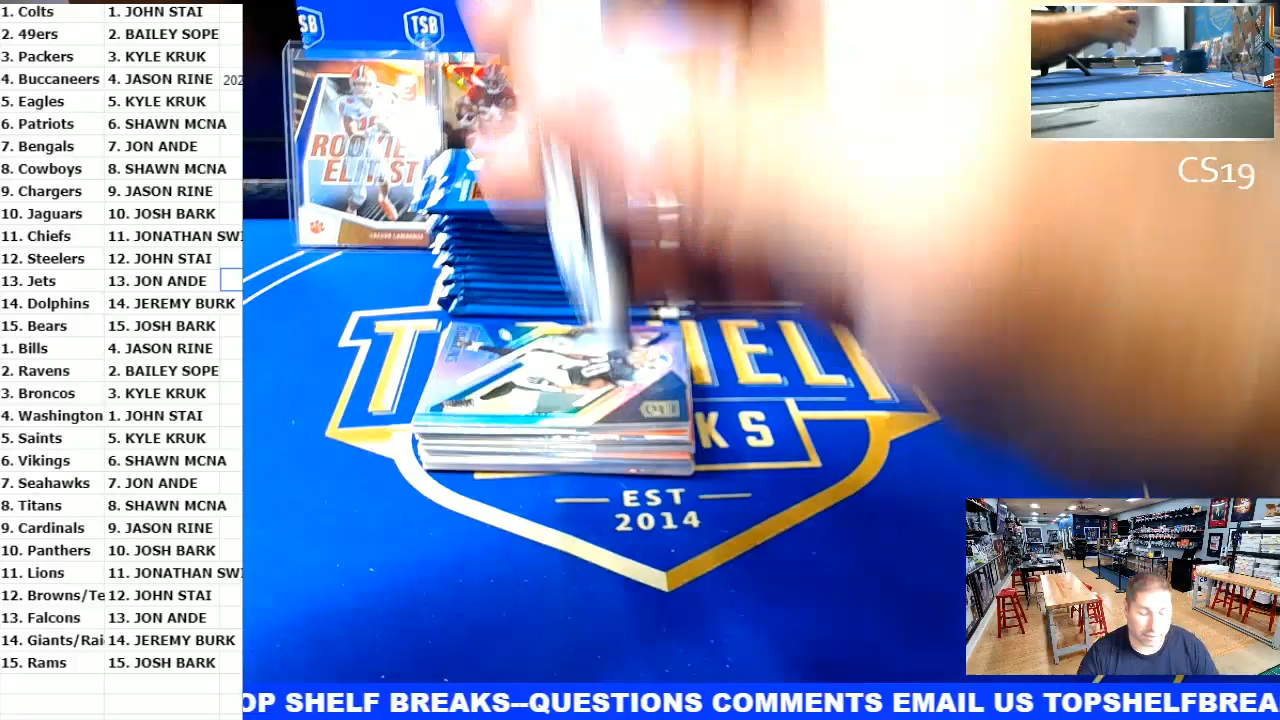 1. Colts 1. JOHN STAI
2. 49ers 2. BAILEY SOPE
3. Packers 3. KYLE KRUK
4. Buccaneers 4. JASON RINE 202
5. Eagles 5. KYLE KRUK
6. Patriots 6. SHAWN MCNA
7. Bengals 7. JON ANDE
8. Cowboys 8. SHAWN MCNA
9. Chargers 9. JASON RINE
10. Jaguars 10. JOSH BARK
11. Chiefs 11. JONATHAN SWI
12. Steelers 12. JOHN STAI
13. Jets 13. JON ANDE
14. Dolphins 14. JEREMY BURK
15. Bears 15. JOSH BARK
1. Bills 4. JASON RINE
2. Ravens 2. BAILEY SOPE
3. Broncos 3. KYLE KRUK
4. Washington 1. JOHN STAI
5. Saints 5. KYLE KRUK
6. Vikings 6. SHAWN MCNA
7. Seahawks 7. JON ANDE
8. Titans 8. SHAWN MCNA
9. Cardinals 9. JASON RINE
10. Panthers 10. JOSH BARK
11. Lions 11. JONATHAN SWI
12. Browns/Te 12. JOHN STAI
13. Falcons 13. JON ANDE
14. Giants/Rai 14. JEREMY BURK
15. Rams 15. JOSH BARK
SB
TSB
ROOKIE
ELITIST
CS19
EST
2014
OP SHELF BREAKS--QUESTIONS COMMENTS EMAIL US TOPSHELFBREA